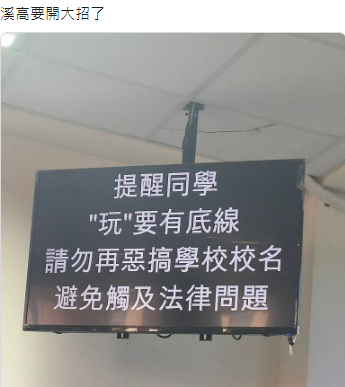 溪高要開大招了
提醒同學
"玩"要有底線
請勿再惡搞學校校名
避免觸及法律問題